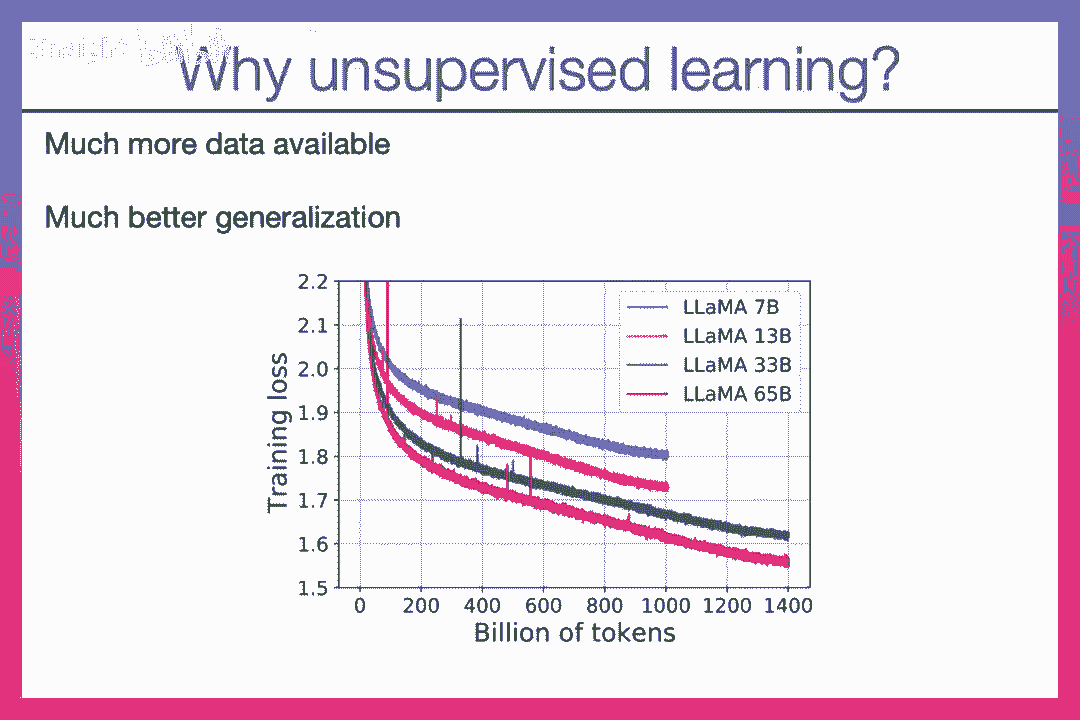 Why unsupervised learning?
Much more data available
Much better generalization
2.2
2.1
2.0
1.9
1.8
1.7
1.6
1.5
Training loss
LLaMA 7B
LLaMA 13B
LLaMA 33B
LLaMA 65B
0 200 400 600 800 1000 1200 1400
Billion of tokens